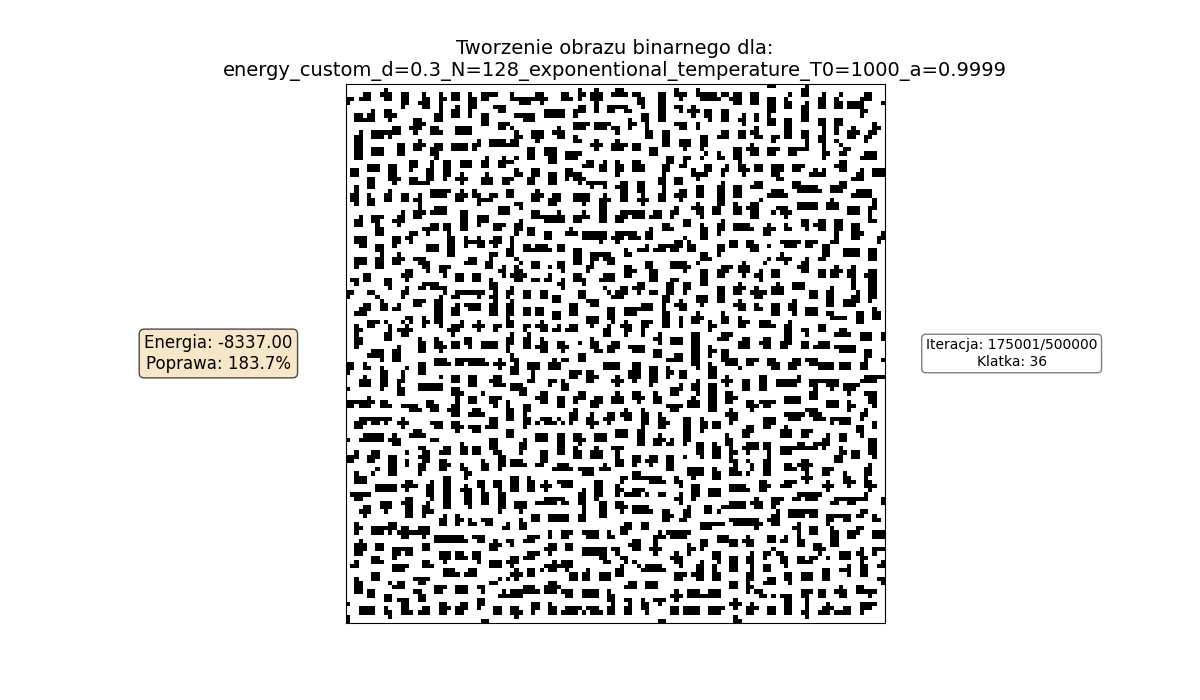 Tworzenie obrazu binarnego dla:
energy_custom_d=0.3_N=128_exponentional_temperature_T0=1000_a=0.9999
Energia: -8337.00
Poprawa: 183.7%
Iteracja: 175001/500000
Klatka: 36